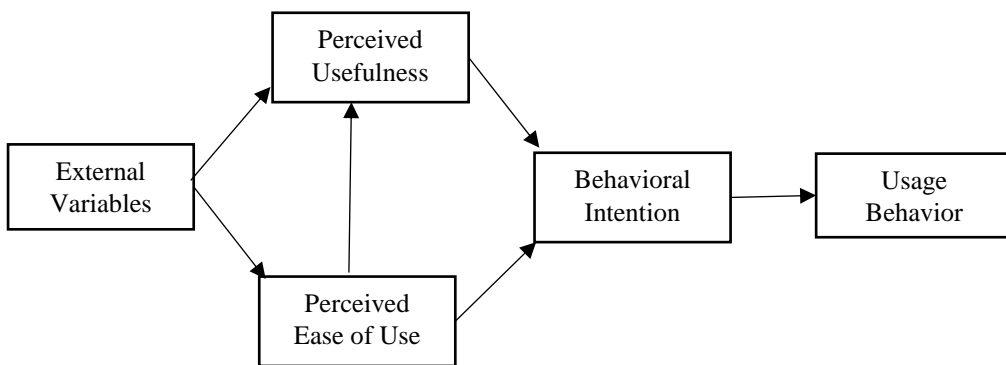 Perceived
Usefulness
External
Variables
Behavioral
Intention
Usage
Behavior
Perceived
Ease of Use